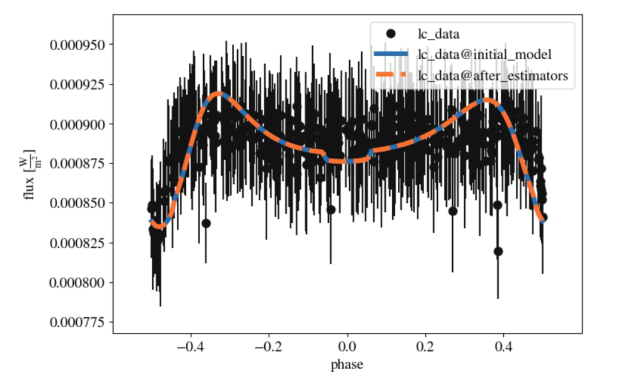 lc_data
lc_data@initial_model
lc_data@after_estimators
0.000950
0.000925
0.000900
0.000875
0.000850
0.000825
0.000800
0.000775
flux [W/m²]
−0.4 −0.2 0.0 0.2 0.4
phase